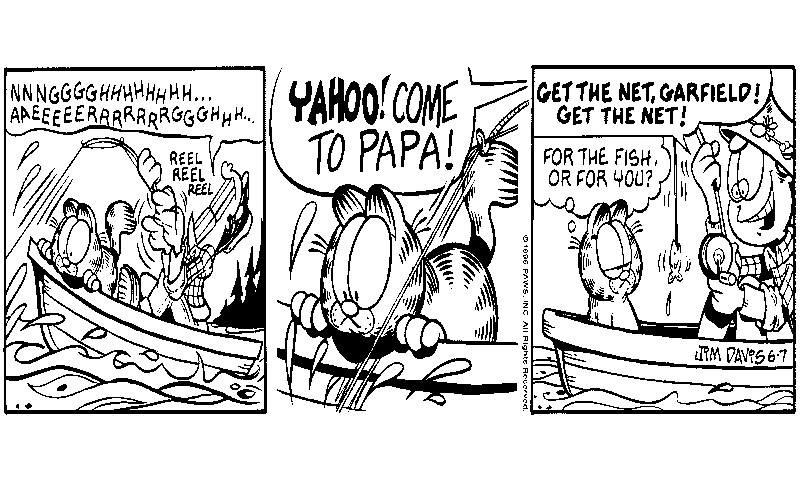 NNNGGGGHHHHHHHH...
AAEEEEERRRRRRRGGGHHH...
REEL
REEL
REEL
YAHOO! COME
TO PAPA!
© 1996 PAWS, INC. All Rights Reserved.
GET THE NET, GARFIELD!
GET THE NET!
FOR THE FISH,
OR FOR YOU?
JIM DAVIS 6-7